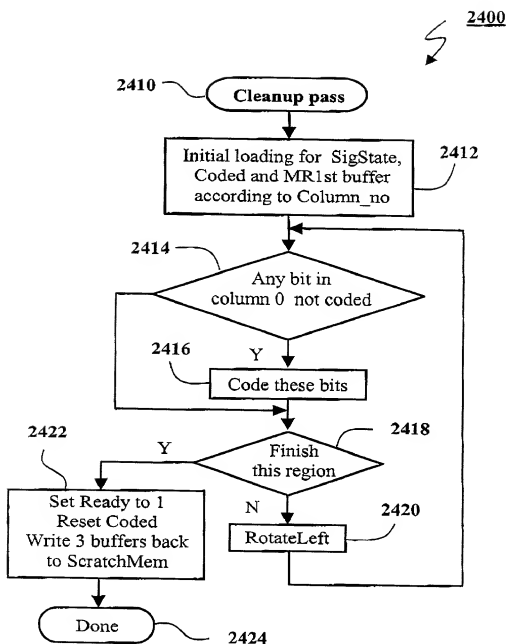 2400
2410
Cleanup pass
Initial loading for SigState,
Coded and MR1st buffer
according to Column_no
2412
2414
Any bit in
column 0 not coded
Y
2416
Code these bits
2418
Finish
this region
Y
2422
N
2420
Set Ready to 1
Reset Coded
Write 3 buffers back
to ScratchMem
RotateLeft
Done
2424